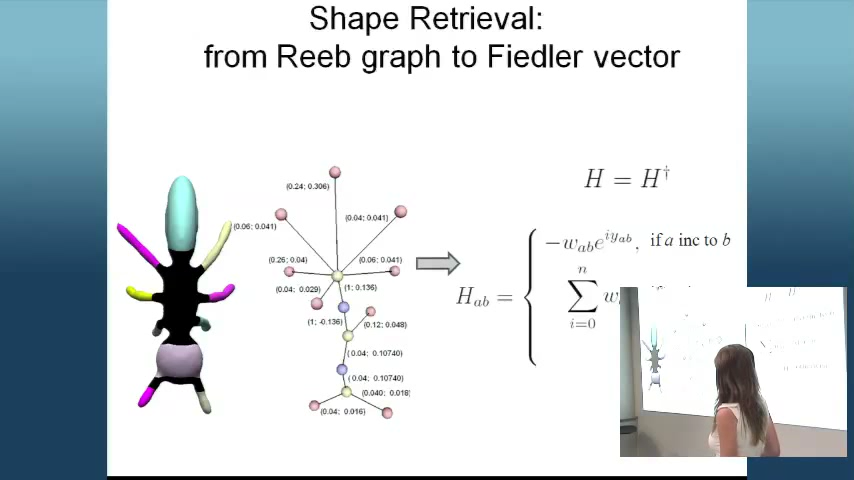 Shape Retrieval:
from Reeb graph to Fiedler vector
(0.24; 0.306)
(0.06; 0.041)
(0.04; 0.041)
(0.26; 0.04)
(0.06; 0.041)
(0.04; 0.029)
(1; 0.136)
(1; -0.136)
(0.12; 0.048)
(0.04; 0.10740)
(0.04; 0.10740)
(0.040; 0.018)
(0.04; 0.016)
H = H†
H_ab = { -w_ab e^{iy_ab}, if a inc to b
∑_{i=0}^{n} w